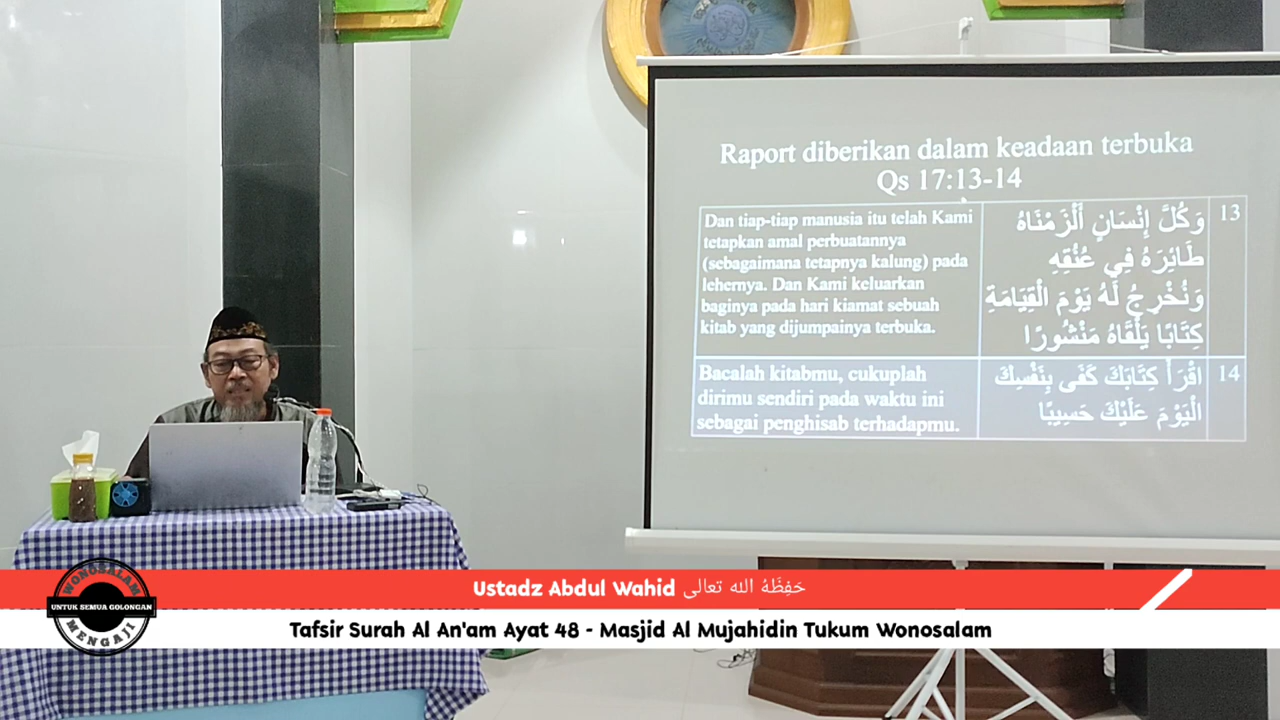 Raport diberikan dalam keadaan terbuka
Qs 17:13-14
Dan tiap-tiap manusia itu telah Kami
tetapkan amal perbuatannya
(sebagaimana tetapnya kalung) pada
lehernya. Dan Kami keluarkan
baginya pada hari kiamat sebuah
kitab yang dijumpainya terbuka.
وَكُلَّ إِنْسَانٍ أَلْزَمْنَاهُ
طَائِرَهُ فِي عُنُقِهِ
وَنُخْرِجُ لَهُ يَوْمَ الْقِيَامَةِ
كِتَابًا يَلْقَاهُ مَنْشُورًا
13
Bacalah kitabmu, cukuplah
dirimu sendiri pada waktu ini
sebagai penghisab terhadapmu.
اقْرَأْ كِتَابَكَ كَفَى بِنَفْسِكَ
الْيَوْمَ عَلَيْكَ حَسِيبًا
14
WONOSALAM
UNTUK SEMUA GOLONGAN
MENGAJI
Ustadz Abdul Wahid حَفِظَهُ الله تعالى
Tafsir Surah Al An'am Ayat 48 - Masjid Al Mujahidin Tukum Wonosalam